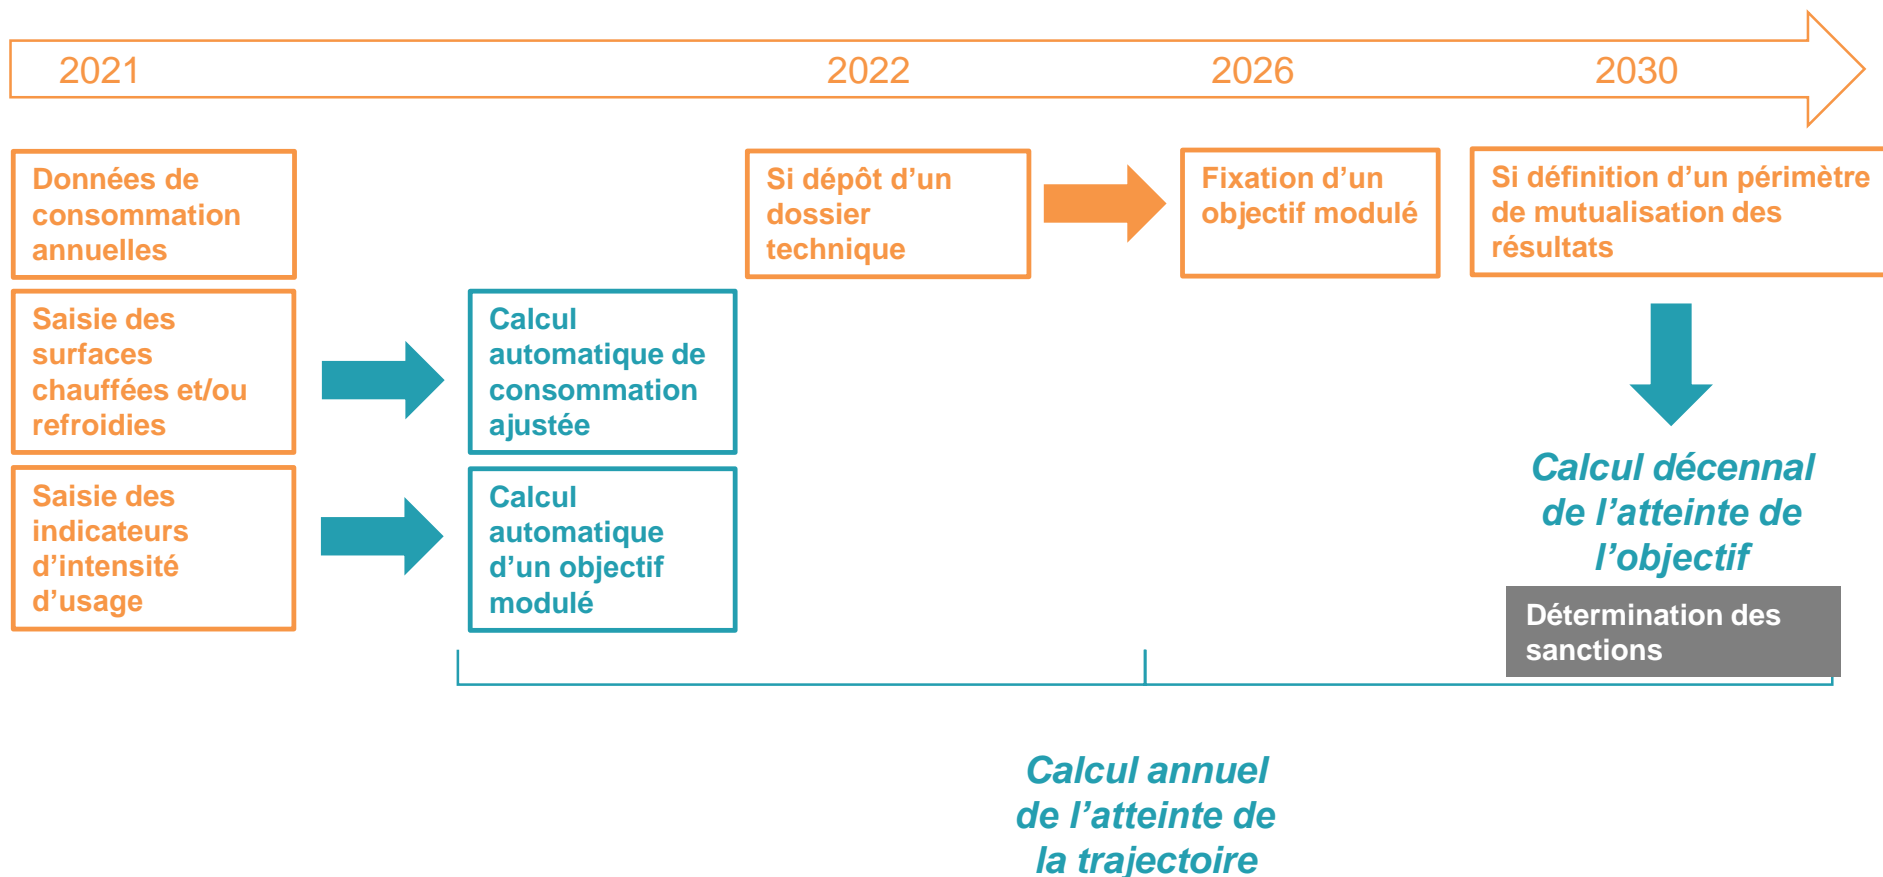 2021
2022
2026
2030
Données de
consommation
annuelles
Saisie des
surfaces
chauffées et/ou
refroidies
Saisie des
indicateurs
d’intensité
d’usage
Calcul
automatique de
consommation
ajustée
Calcul
automatique
d’un objectif
modulé
Si dépôt d’un
dossier
technique
Fixation d’un
objectif modulé
Si définition d’un périmètre
de mutualisation des
résultats
Calcul décennal
de l’atteinte de
l’objectif
Détermination des
sanctions
Calcul annuel
de l’atteinte de
la trajectoire